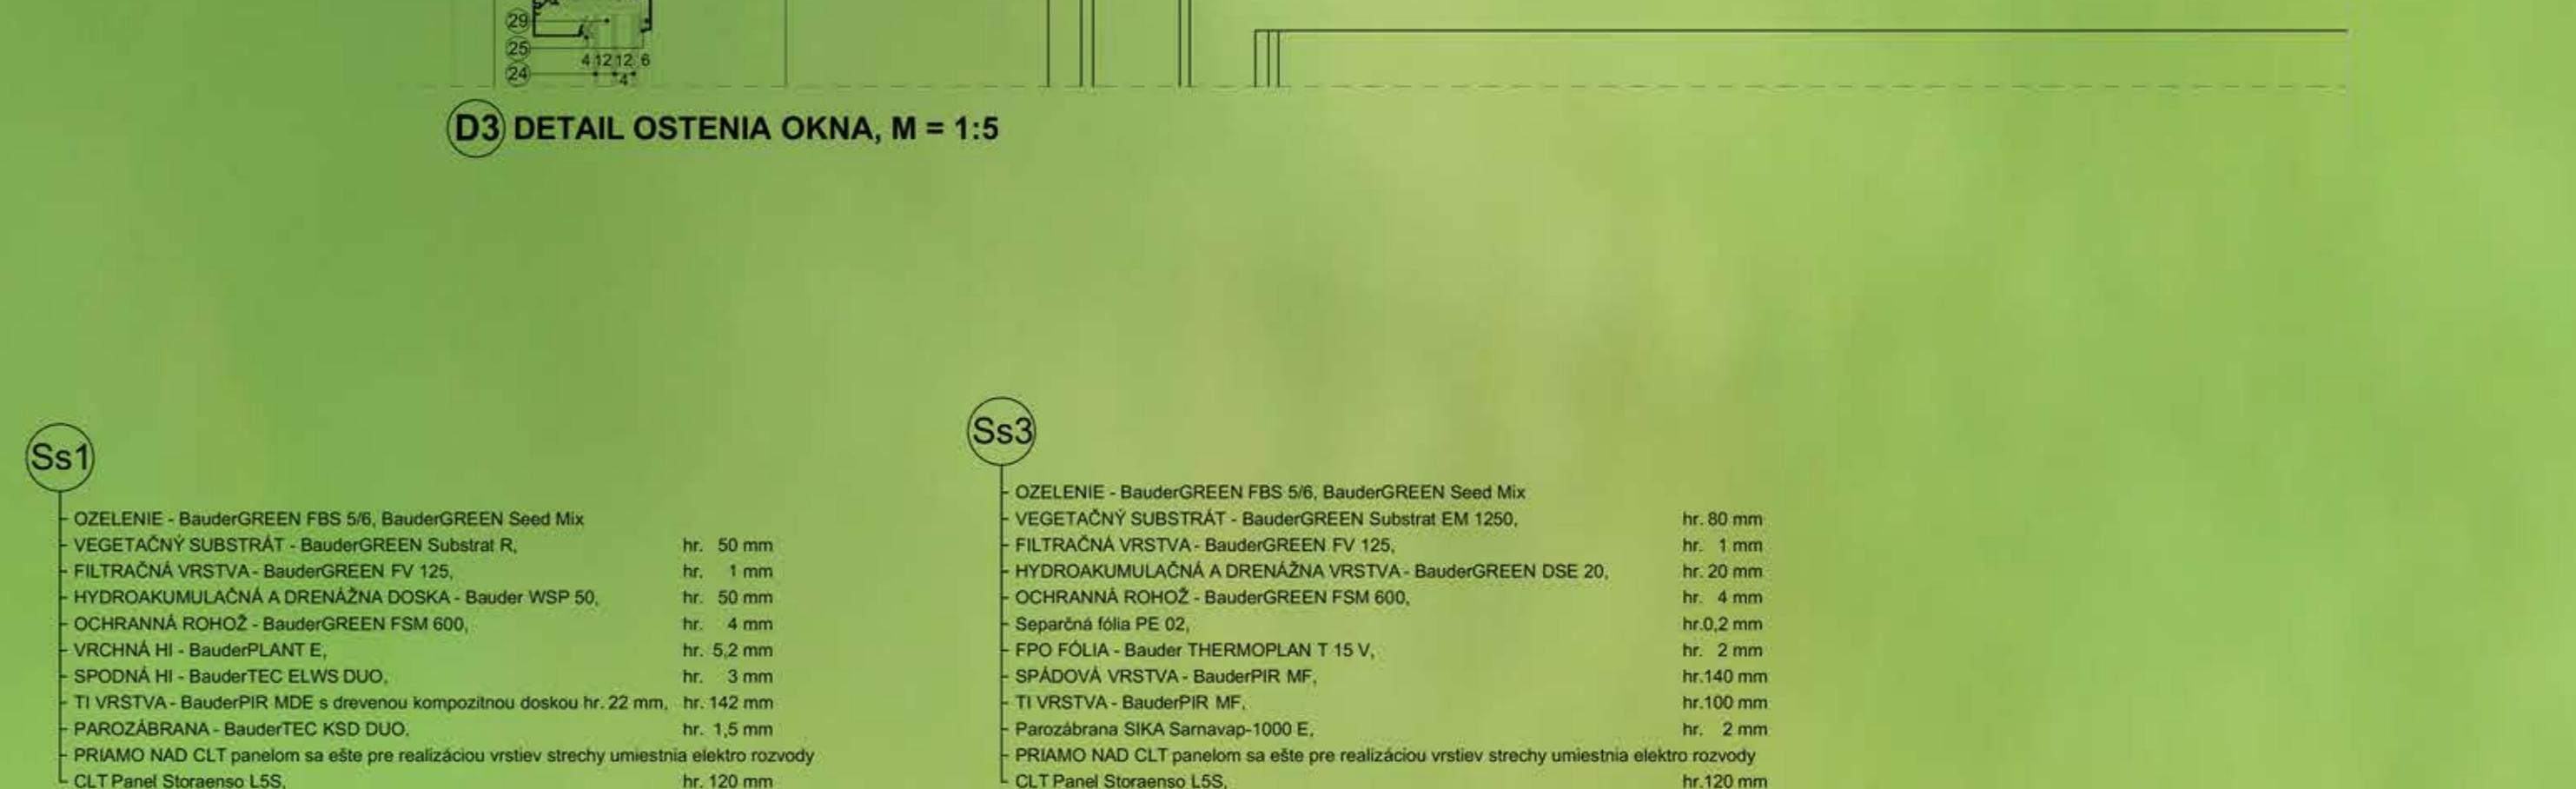 29
25
4 12 12 6
24
4
D3 DETAIL OSTENIA OKNA, M = 1:5
Ss1
OZELENIE - BauderGREEN FBS 5/6, BauderGREEN Seed Mix
VEGETAČNÝ SUBSTRÁT - BauderGREEN Substrat R, hr. 50 mm
FILTRAČNÁ VRSTVA - BauderGREEN FV 125, hr. 1 mm
HYDROAKUMULAČNÁ A DRENÁŽNA DOSKA - Bauder WSP 50, hr. 50 mm
OCHRANNÁ ROHOŽ - BauderGREEN FSM 600, hr. 4 mm
VRCHNÁ HI - BauderPLANT E, hr. 5,2 mm
SPODNÁ HI - BauderTEC ELWS DUO, hr. 3 mm
TI VRSTVA - BauderPIR MDE s drevenou kompozitnou doskou hr. 22 mm, hr. 142 mm
PAROZÁBRANA - BauderTEC KSD DUO, hr. 1,5 mm
PRIAMO NAD CLT panelom sa ešte pre realizáciou vrstiev strechy umiestnia elektro rozvody
CLT Panel Storaenso L5S, hr. 120 mm
Ss3
OZELENIE - BauderGREEN FBS 5/6, BauderGREEN Seed Mix
VEGETAČNÝ SUBSTRÁT - BauderGREEN Substrat EM 1250, hr. 80 mm
FILTRAČNÁ VRSTVA - BauderGREEN FV 125, hr. 1 mm
HYDROAKUMULAČNÁ A DRENÁŽNA VRSTVA - BauderGREEN DSE 20, hr. 20 mm
OCHRANNÁ ROHOŽ - BauderGREEN FSM 600, hr. 4 mm
Separčná fólia PE 02, hr.0,2 mm
FPO FÓLIA - Bauder THERMOPLAN T 15 V, hr. 2 mm
SPÁDOVÁ VRSTVA - BauderPIR MF, hr.140 mm
TI VRSTVA - BauderPIR MF, hr.100 mm
Parozábrana SIKA Sarnavap-1000 E, hr. 2 mm
PRIAMO NAD CLT panelom sa ešte pre realizáciou vrstiev strechy umiestnia elektro rozvody
CLT Panel Storaenso L5S, hr.120 mm